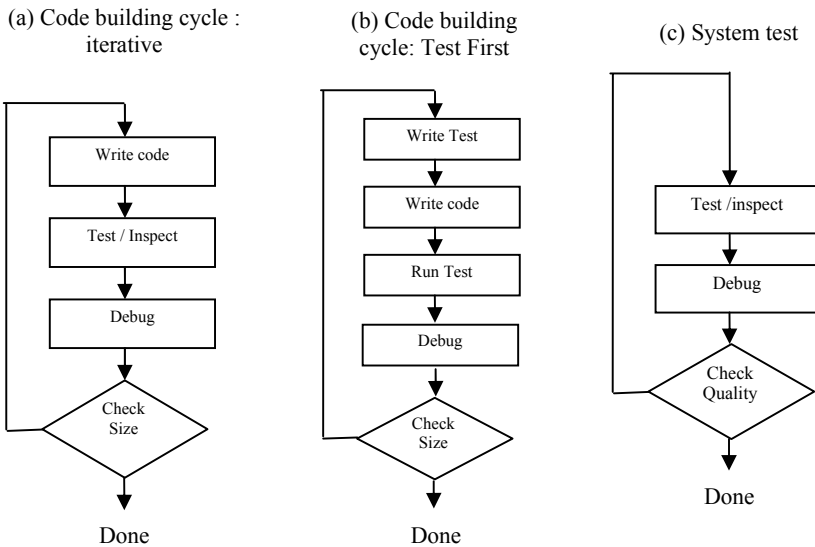 (a) Code building cycle :
iterative
Write code
Test / Inspect
Debug
Check
Size
Done
(b) Code building
cycle: Test First
Write Test
Write code
Run Test
Debug
Check
Size
Done
(c) System test
Test /inspect
Debug
Check
Quality
Done